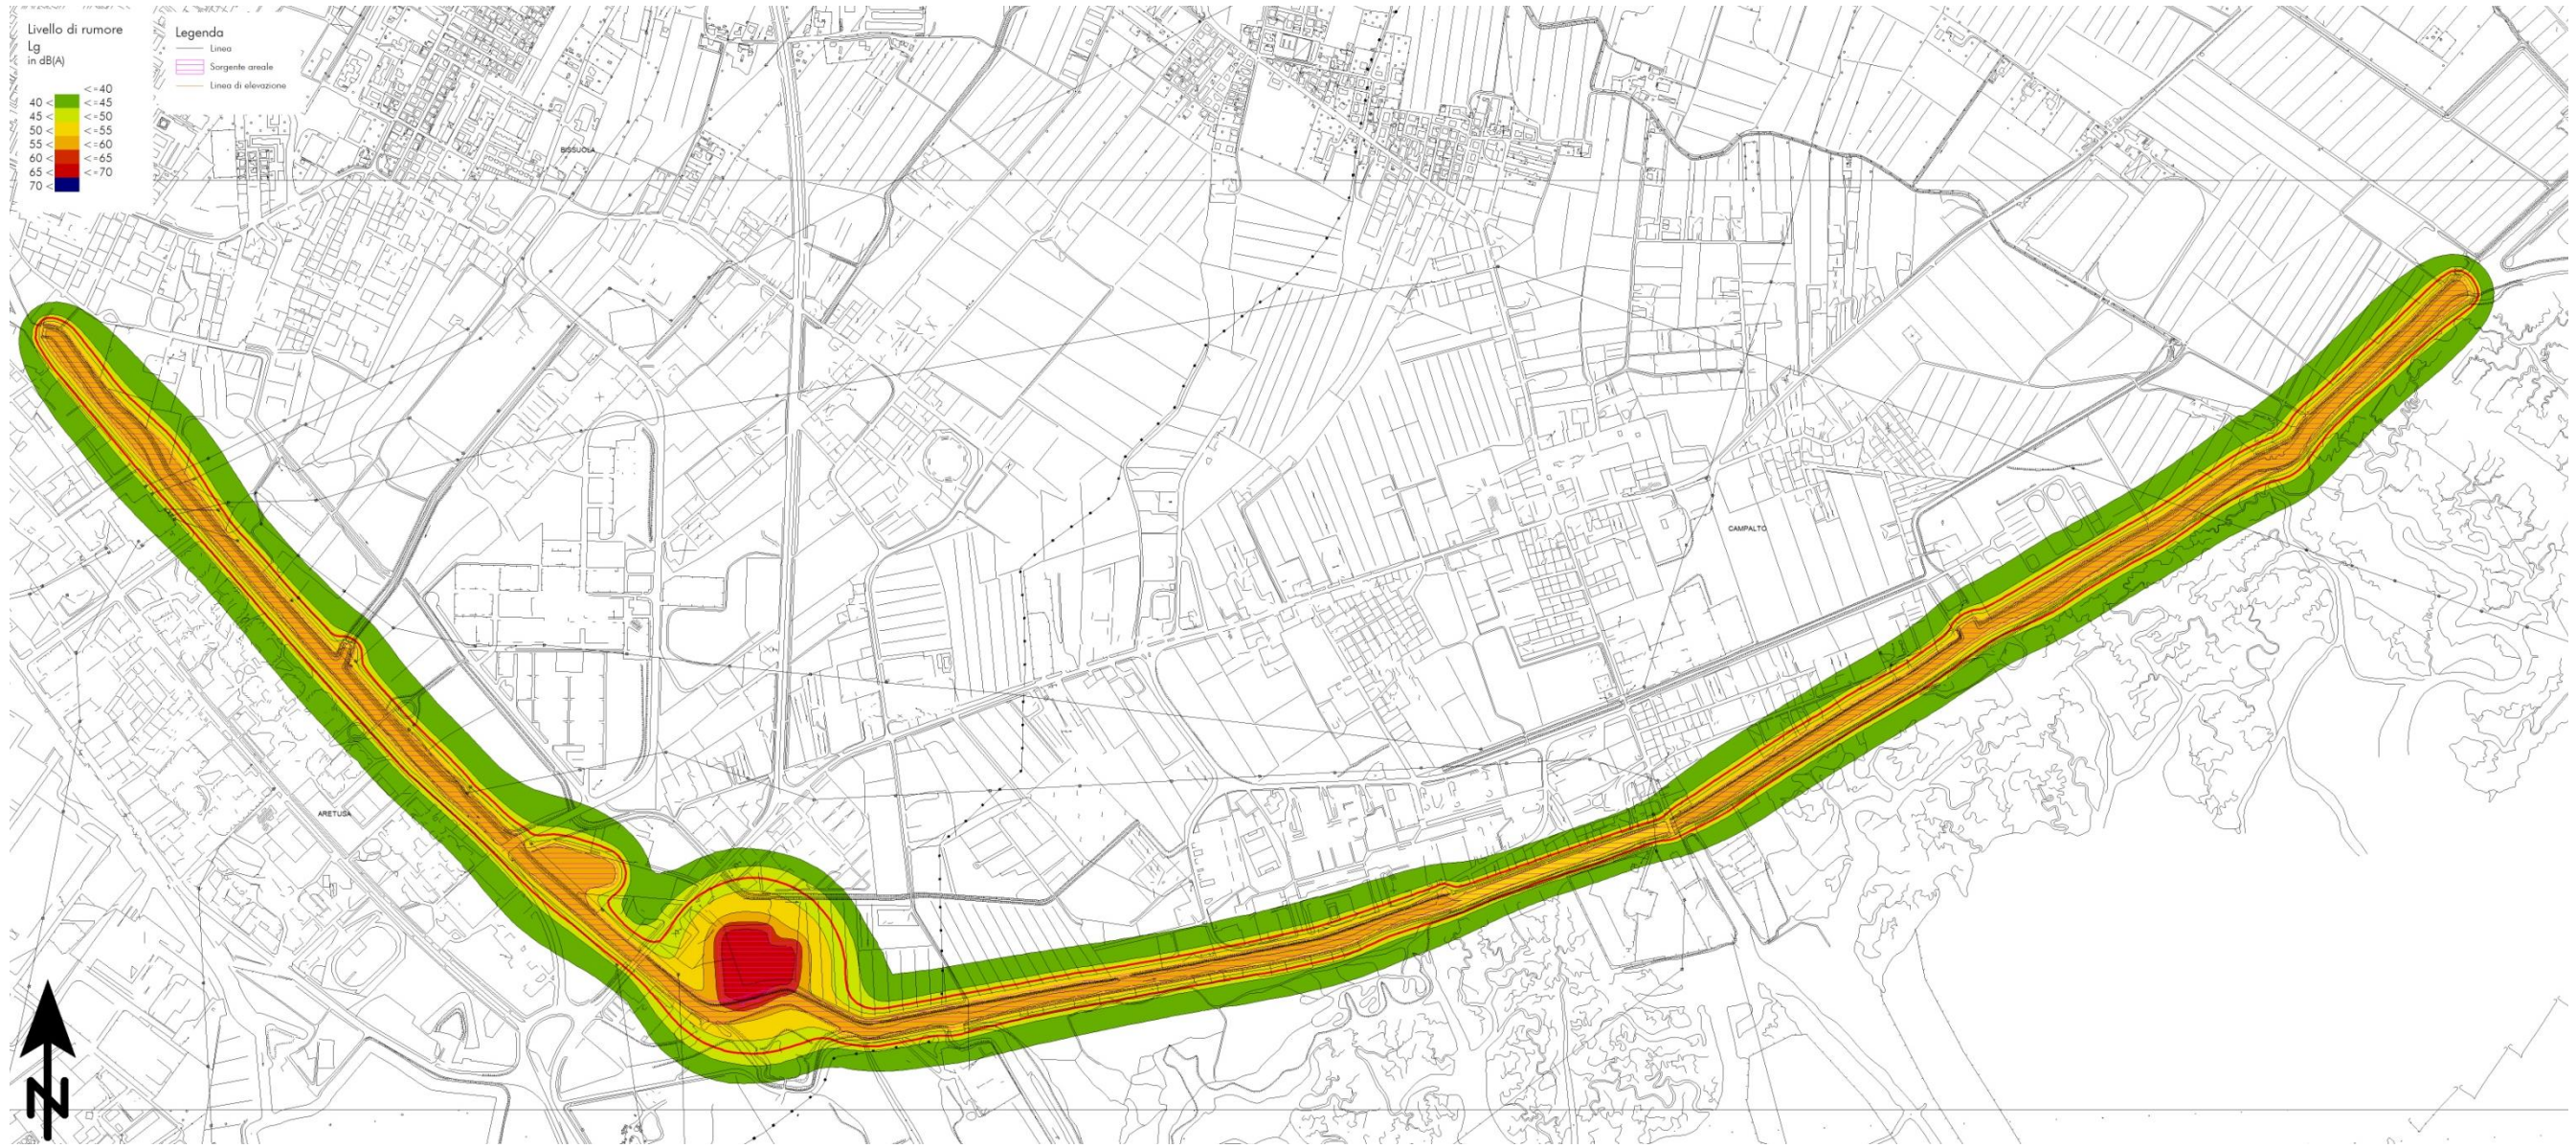 Livello di rumore
Lg
in dB(A)
<=40
40 < <=45
45 < <=50
50 < <=55
55 < <=60
60 < <=65
65 < <=70
70 <
Legenda
Linea
Sorgente areale
Linea di elevazione
BISSUOLA
CAMPALTO
ARETUSA
N